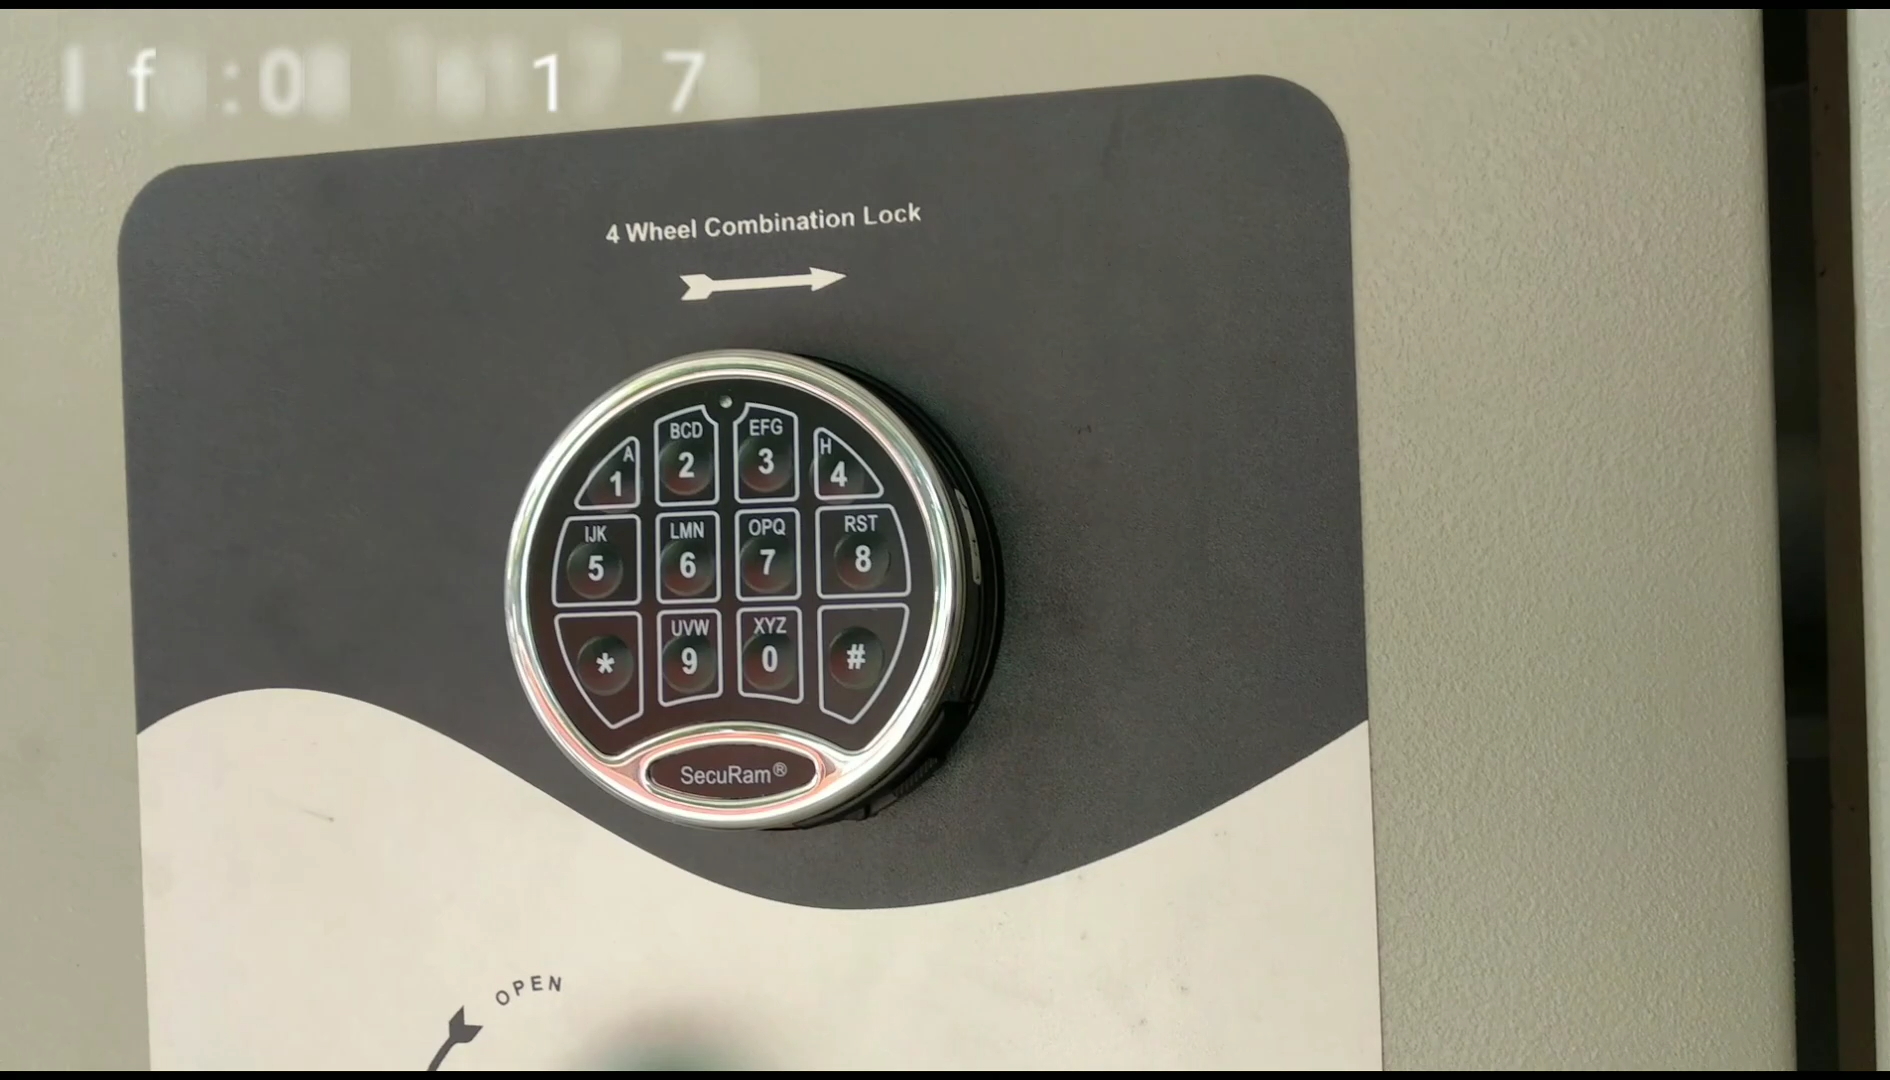 4 Wheel Combination Lock
A BCD EFG H
1 2 3 4
IJK LMN OPQ RST
5 6 7 8
UVW XYZ
* 9 0 #
SecuRam®
OPEN